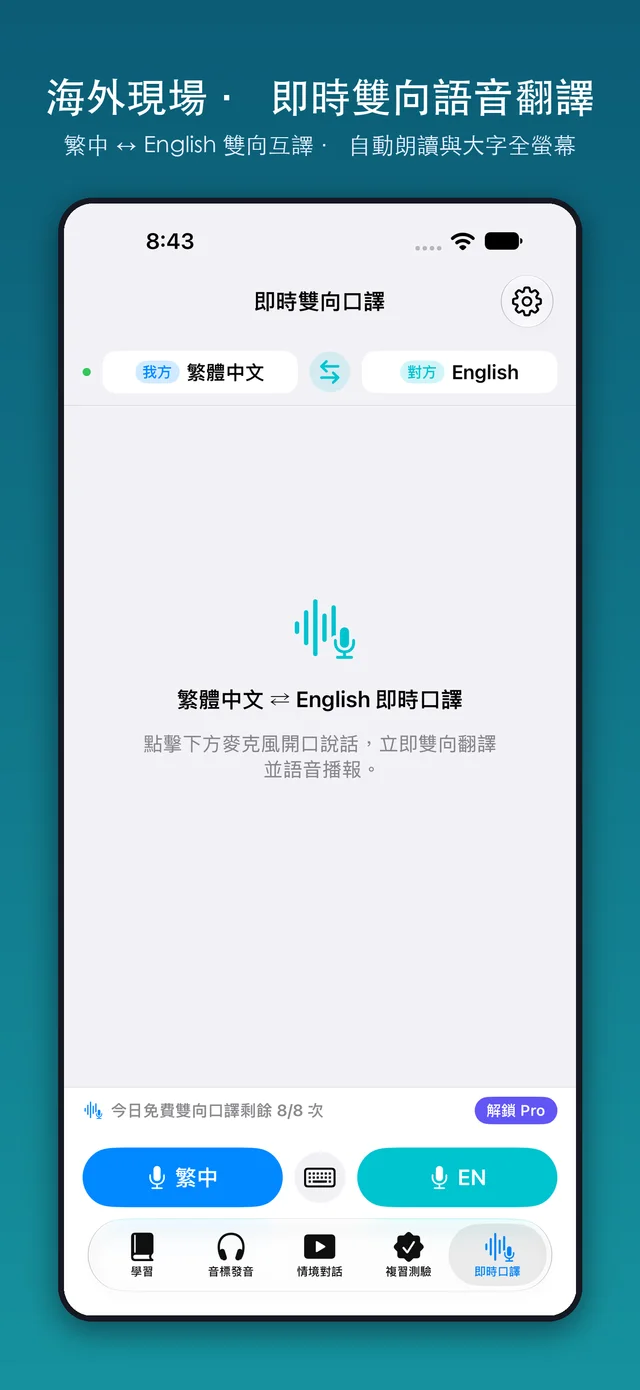 海外現場· 即時雙向語音翻譯
繁中 ↔ English 雙向互譯· 自動朗讀與大字全螢幕
8:43
即時雙向口譯
我方 繁體中文
對方 English
繁體中文 ⇄ English 即時口譯
點擊下方麥克風開口說話，立即雙向翻譯
並語音播報。
今日免費雙向口譯剩餘 8/8 次
解鎖 Pro
繁中
EN
學習
音標發音
情境對話
複習測驗
即時口譯